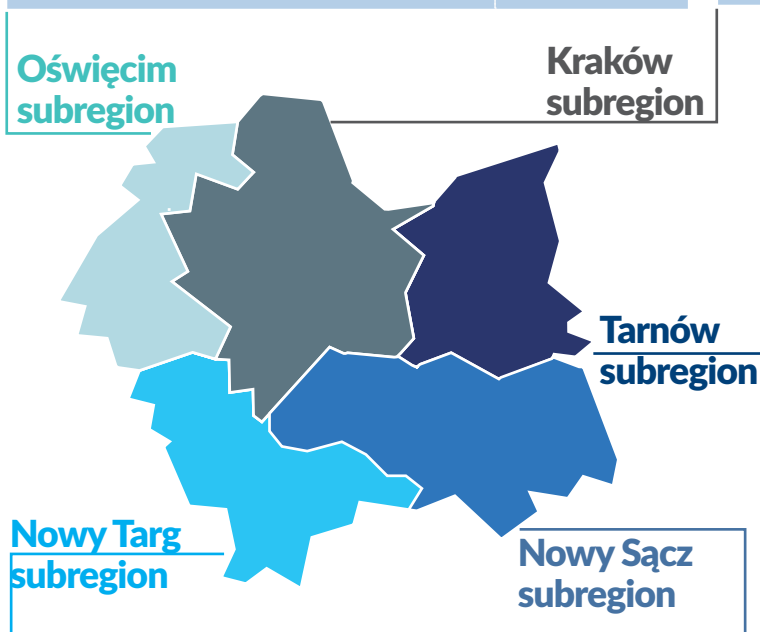 Oświęcim
subregion
Kraków
subregion
Tarnów
subregion
Nowy Targ
subregion
Nowy Sącz
subregion